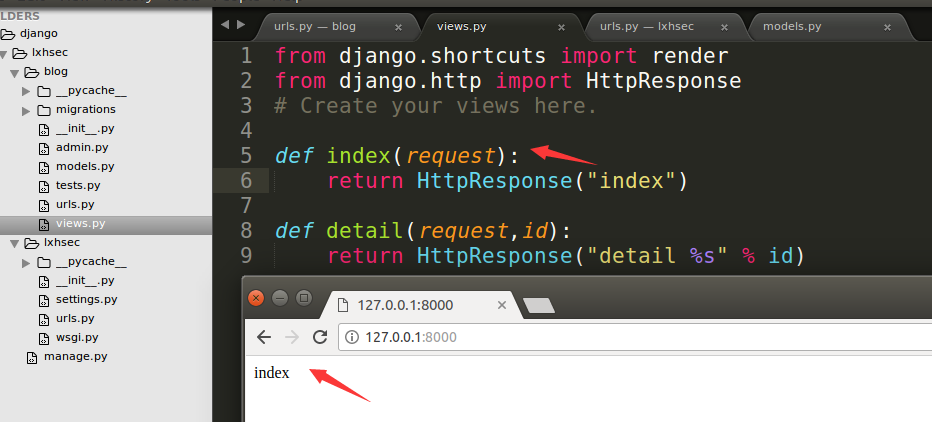 LDERS
django
lxhsec
blog
__pycache__
migrations
__init__.py
admin.py
models.py
tests.py
urls.py
views.py
lxhsec
__pycache__
__init__.py
settings.py
urls.py
wsgi.py
manage.py
urls.py — blog
views.py
urls.py — lxhsec
models.py
1 from django.shortcuts import render
2 from django.http import HttpResponse
3 # Create your views here.
4
5 def index(request):
6     return HttpResponse("index")
7
8 def detail(request,id):
9     return HttpResponse("detail %s" % id)
127.0.0.1:8000
127.0.0.1:8000
index